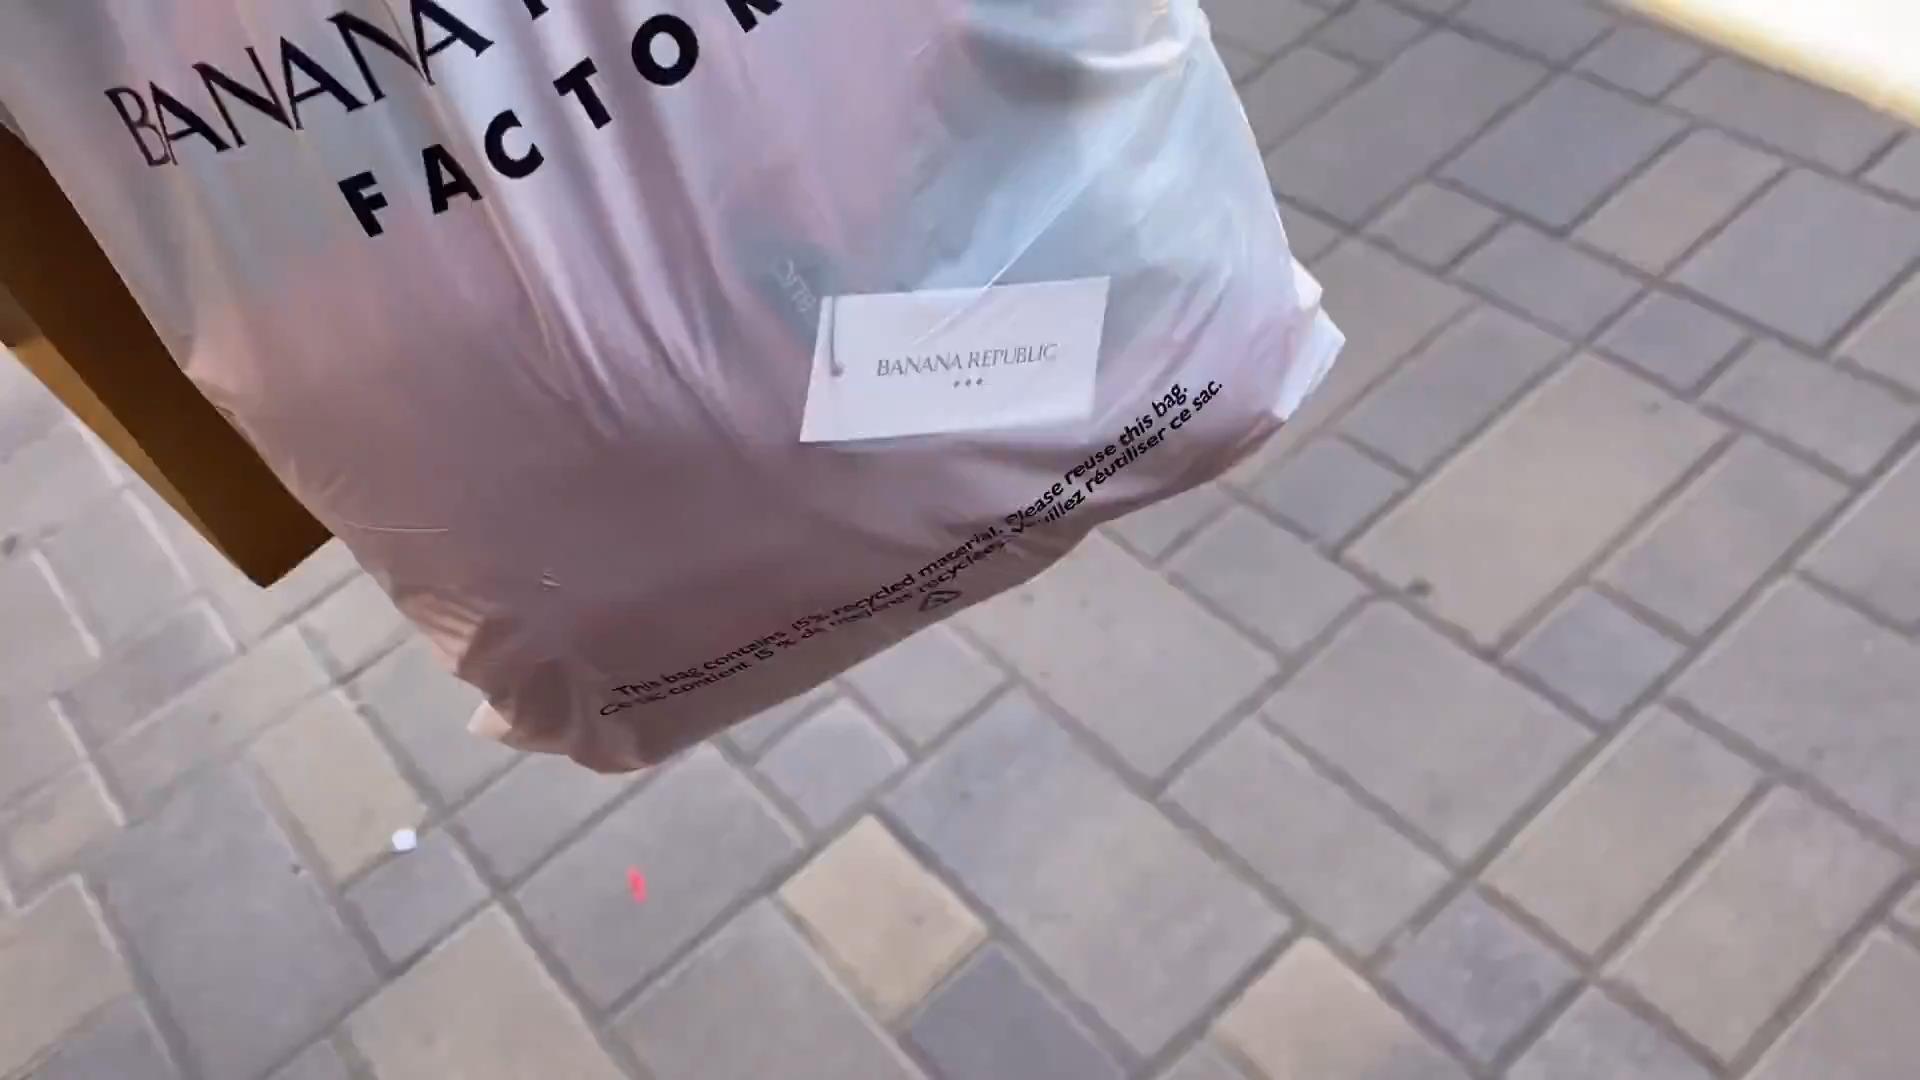 BANANA
FACTOR
BANANA REPUBLIC
This bag contains 15% recycled material. Please reuse this bag.
Ce sac contient 15 % de matières recyclées. Veuillez réutiliser ce sac.